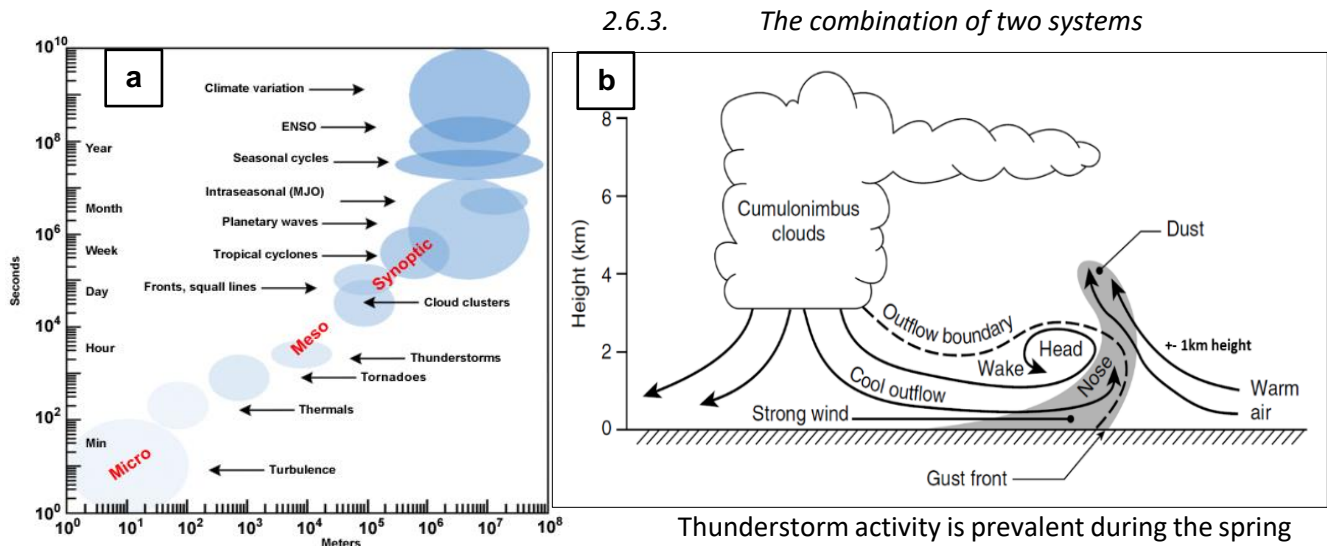 2.6.3. The combination of two systems
a
10^10
10^8
10^6
10^4
10^2
10^0
Seconds
Year
Month
Week
Day
Hour
Min
Climate variation
ENSO
Seasonal cycles
Intraseasonal (MJO)
Planetary waves
Tropical cyclones
Fronts, squall lines
Synoptic
Cloud clusters
Meso
Thunderstorms
Tornadoes
Thermals
Micro
Turbulence
10^0 10^1 10^2 10^3 10^4 10^5 10^6 10^7 10^8
Meters
b
Height (km)
8
6
4
2
0
Cumulonimbus
clouds
Dust
Outflow boundary
Head
Wake
Nose
+- 1km height
Cool outflow
Warm
air
Strong wind
Gust front
Thunderstorm activity is prevalent during the spring